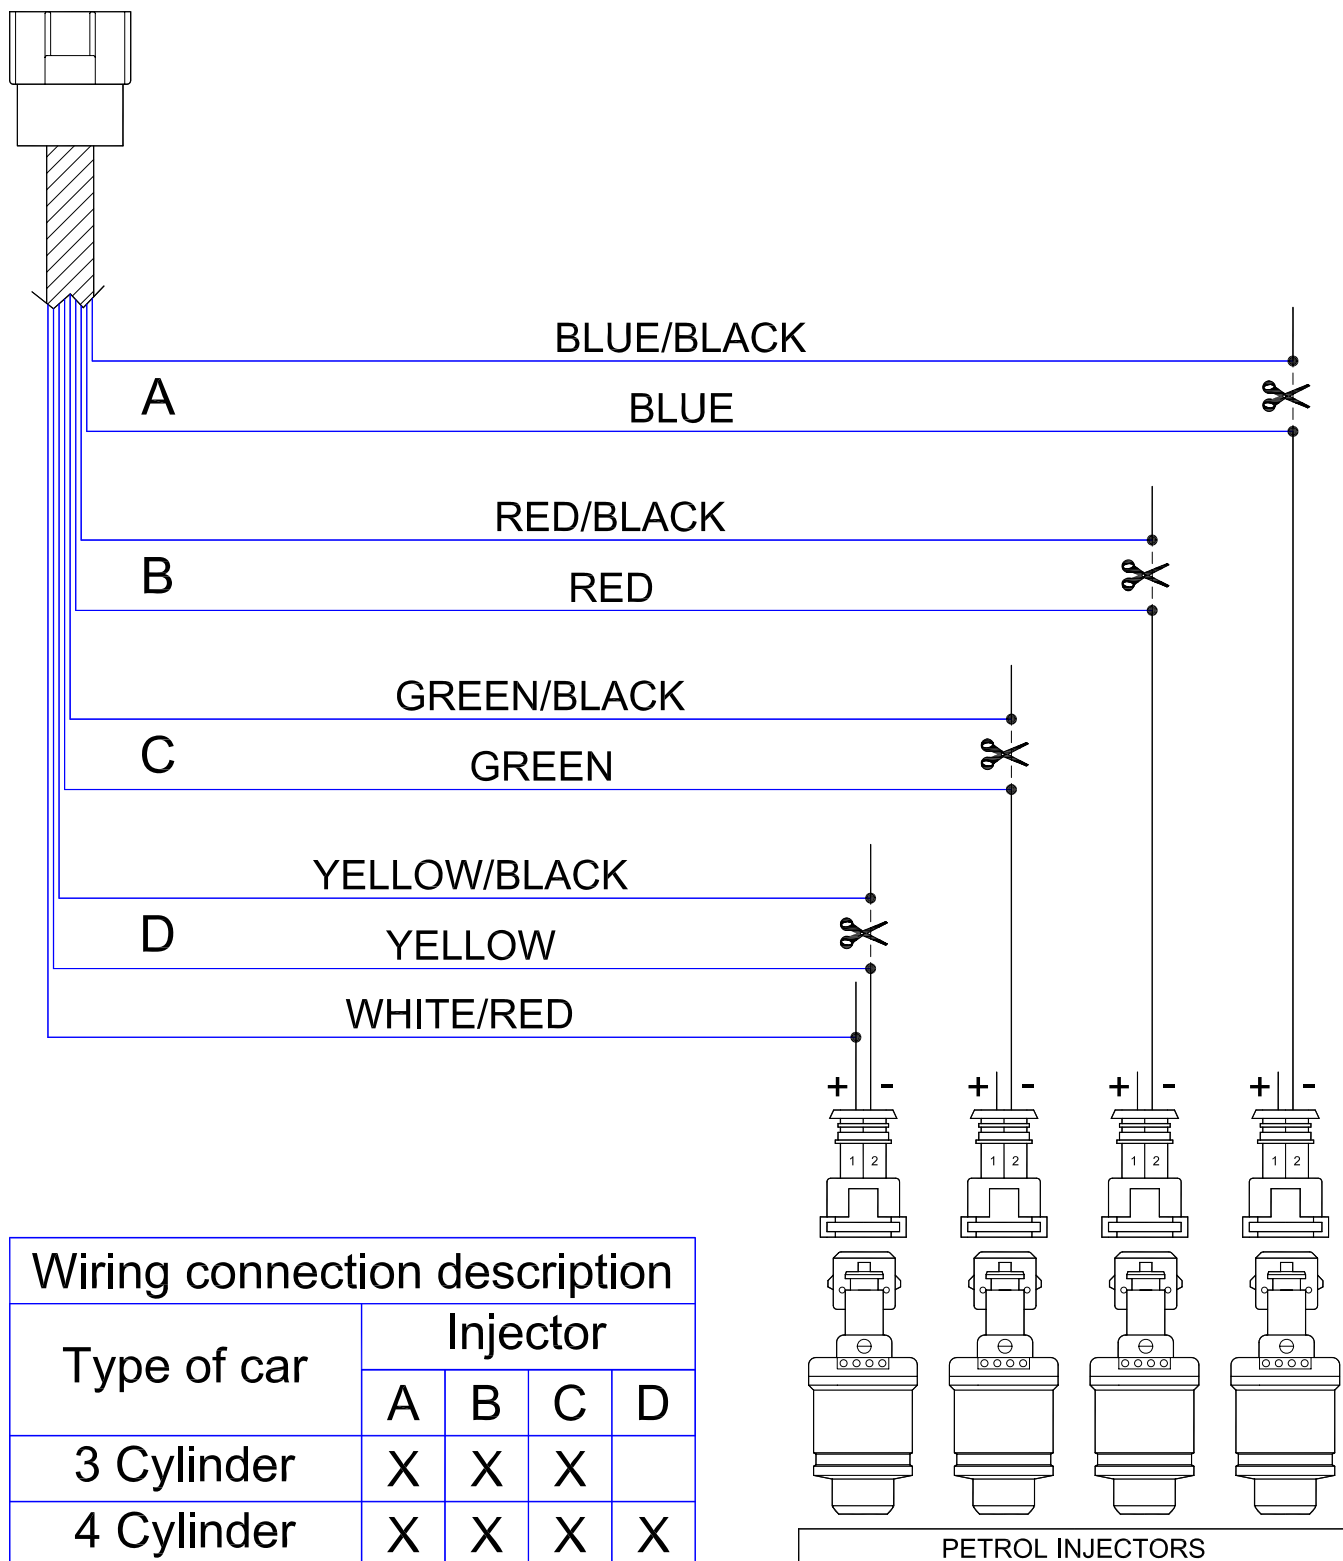 BLUE/BLACK
A
BLUE
RED/BLACK
B
RED
GREEN/BLACK
C
GREEN
YELLOW/BLACK
D
YELLOW
WHITE/RED
+ - + - + - + -
1 2 1 2 1 2 1 2
Wiring connection description
Type of car
Injector
A B C D
3 Cylinder X X X
4 Cylinder X X X X
PETROL INJECTORS